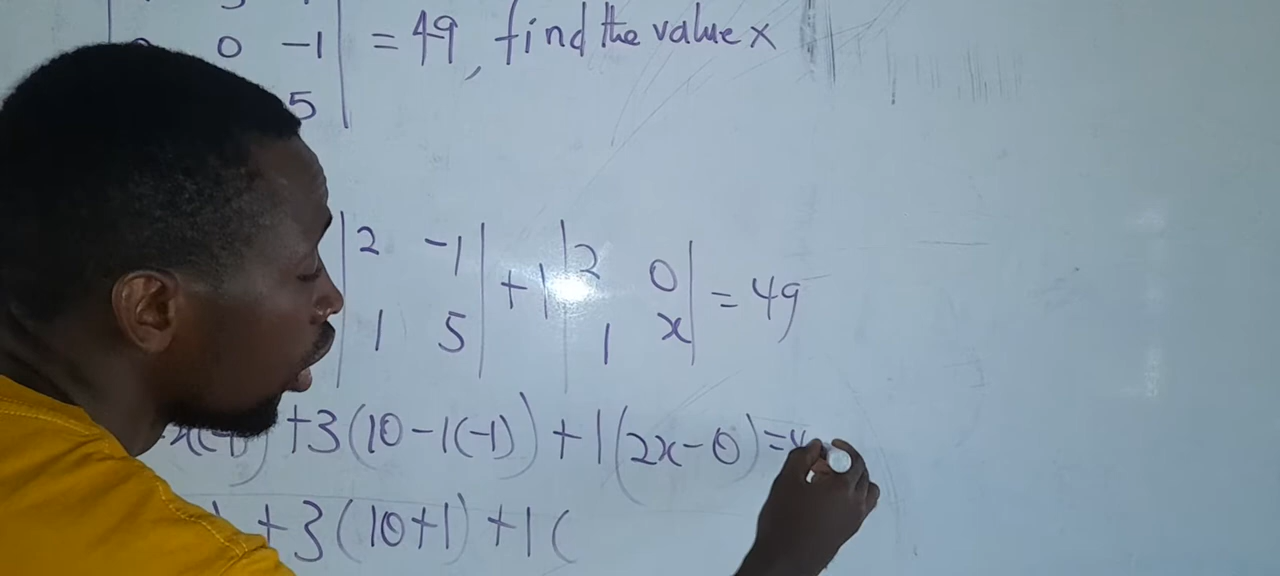 0 -1 | = 49, find the value x
5 |
| 2 -1 | +1 | 2 0 | = 49
| 1 5 | | 1 x |
+3(10-1(-1)) +1(2x-0)=
+3(10+1) +1(